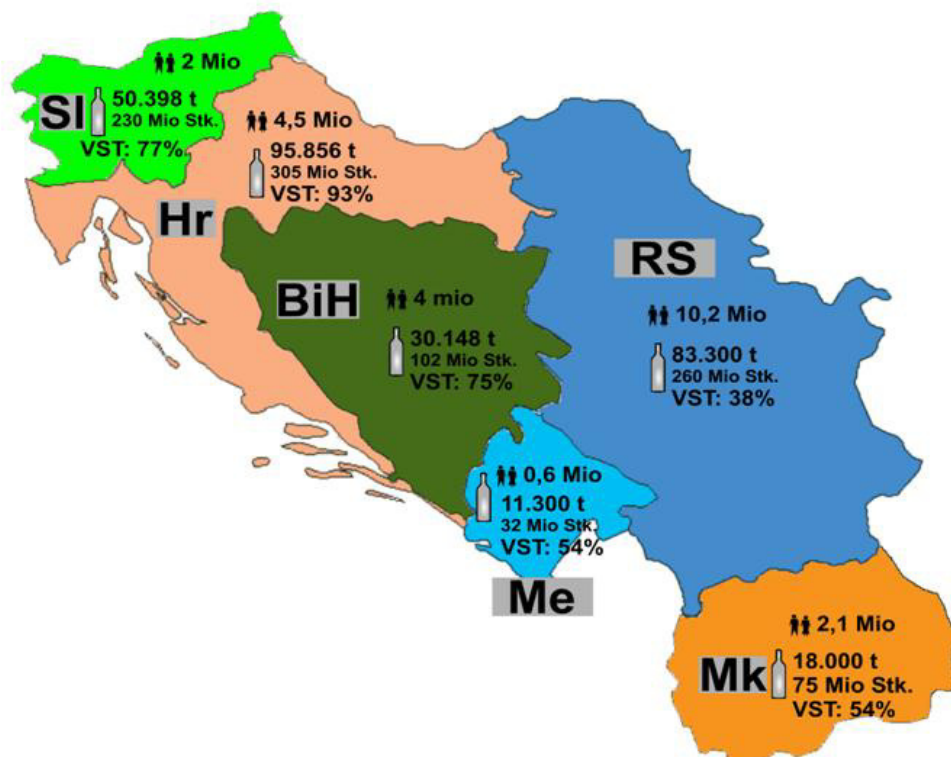 2 Mio
SI
50.398 t
230 Mio Stk.
VST: 77%
4,5 Mio
95.856 t
305 Mio Stk.
VST: 93%
Hr
RS
10,2 Mio
83.300 t
260 Mio Stk.
VST: 38%
BiH
4 mio
30.148 t
102 Mio Stk.
VST: 75%
0,6 Mio
11.300 t
32 Mio Stk.
VST: 54%
Me
2,1 Mio
Mk
18.000 t
75 Mio Stk.
VST: 54%